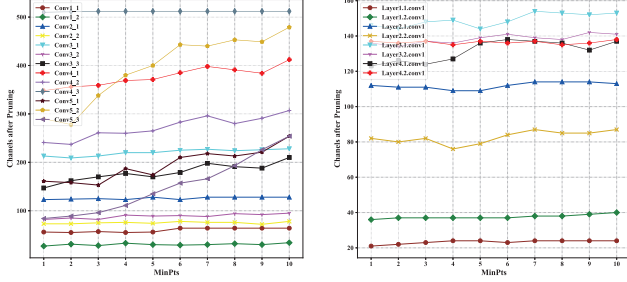 Chanels after Pruning
500
400
300
200
100
Conv1_1
Conv1_2
Conv2_1
Conv2_2
Conv3_1
Conv3_2
Conv3_3
Conv4_1
Conv4_2
Conv4_3
Conv5_1
Conv5_2
Conv5_3
1 2 3 4 5 6 7 8 9 10
MinPts
Chanels after Pruning
160
140
120
100
80
60
40
20
Layer1.1.conv1
Layer1.2.conv1
Layer2.1.conv1
Layer2.2.conv1
Layer3.1.conv1
Layer3.2.conv1
Layer4.1.conv1
Layer4.2.conv1
1 2 3 4 5 6 7 8 9 10
MinPts